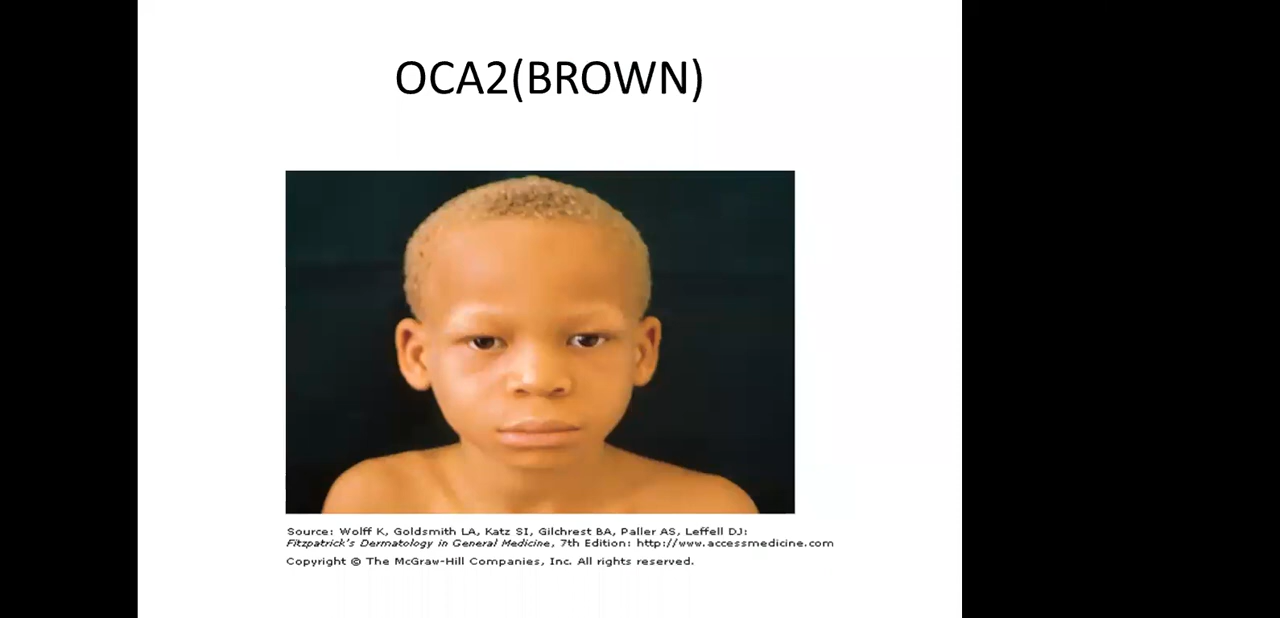 OCA2(BROWN)
Source: Wolff K, Goldsmith LA, Katz SI, Gilchrest BA, Paller AS, Leffell DJ:
Fitzpatrick's Dermatology in General Medicine, 7th Edition: http://www.accessmedicine.com
Copyright © The McGraw-Hill Companies, Inc. All rights reserved.